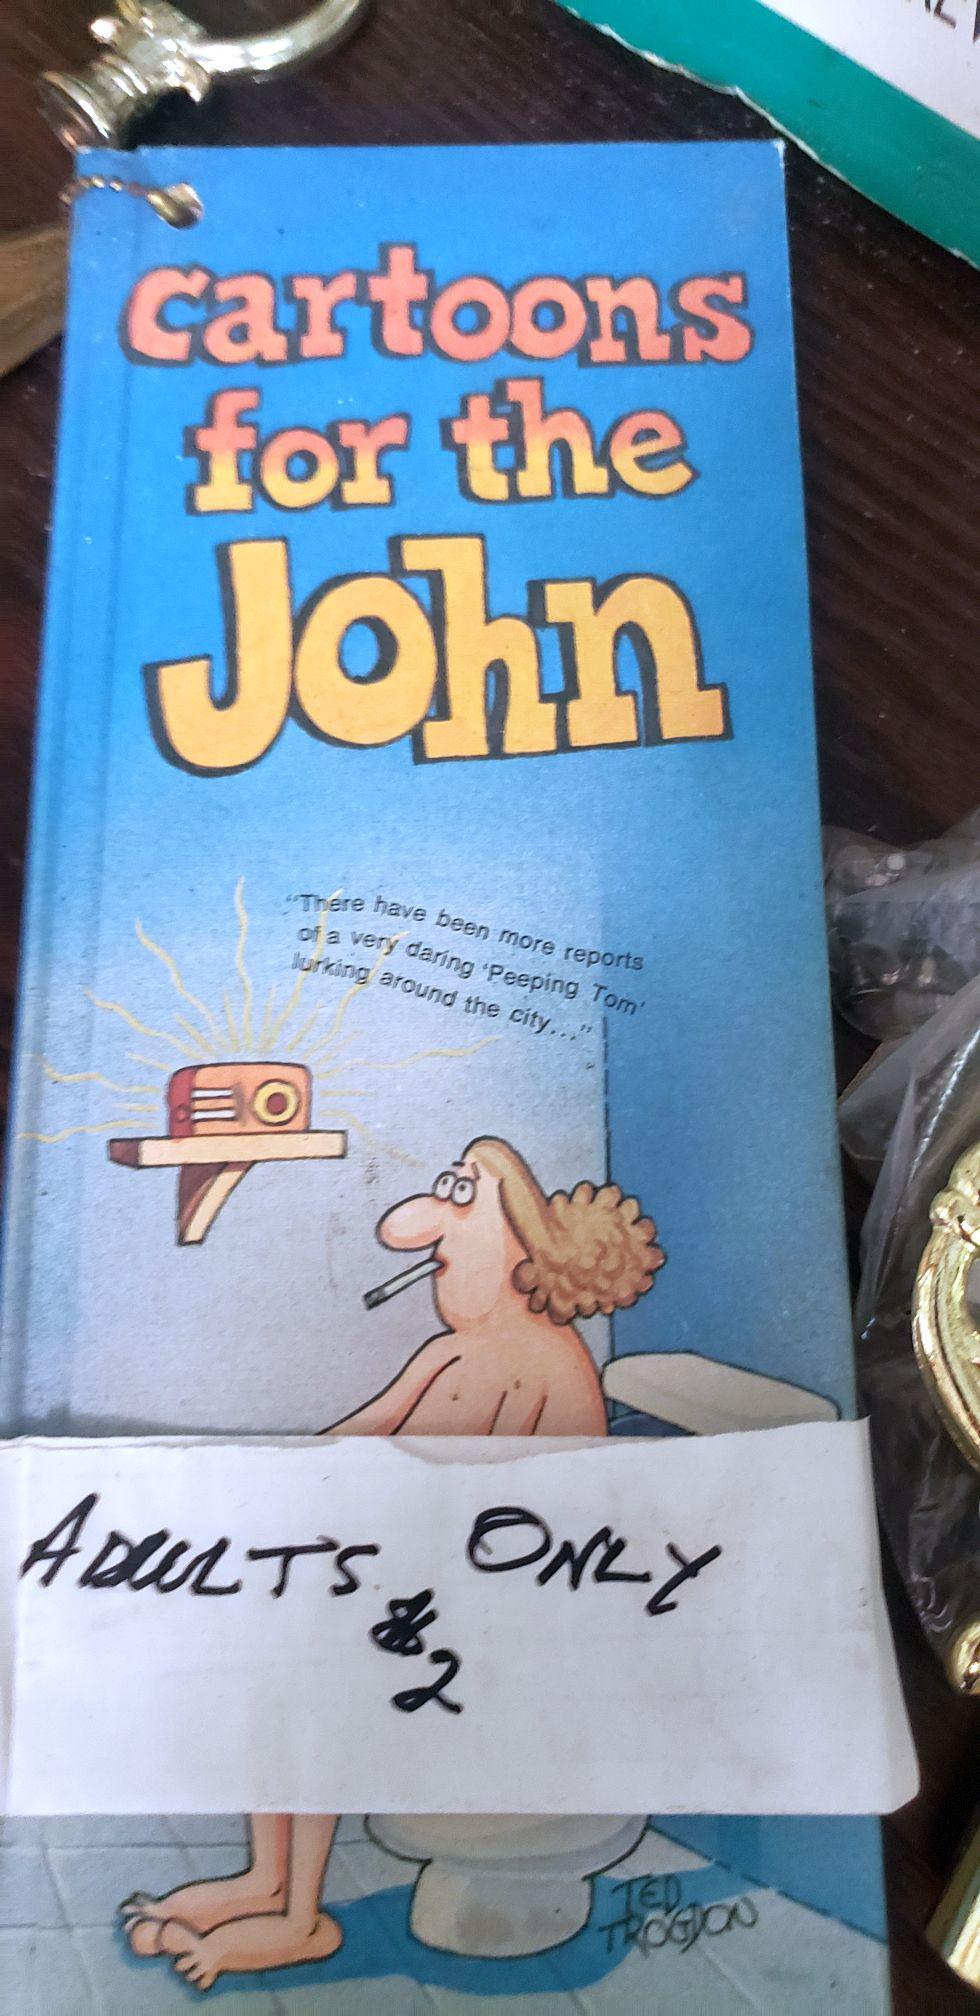 cartoons
for the
John
"There have been more reports
of a very daring 'Peeping Tom'
lurking around the city..."
ADULTS ONLY
$2
TED
TROGDON